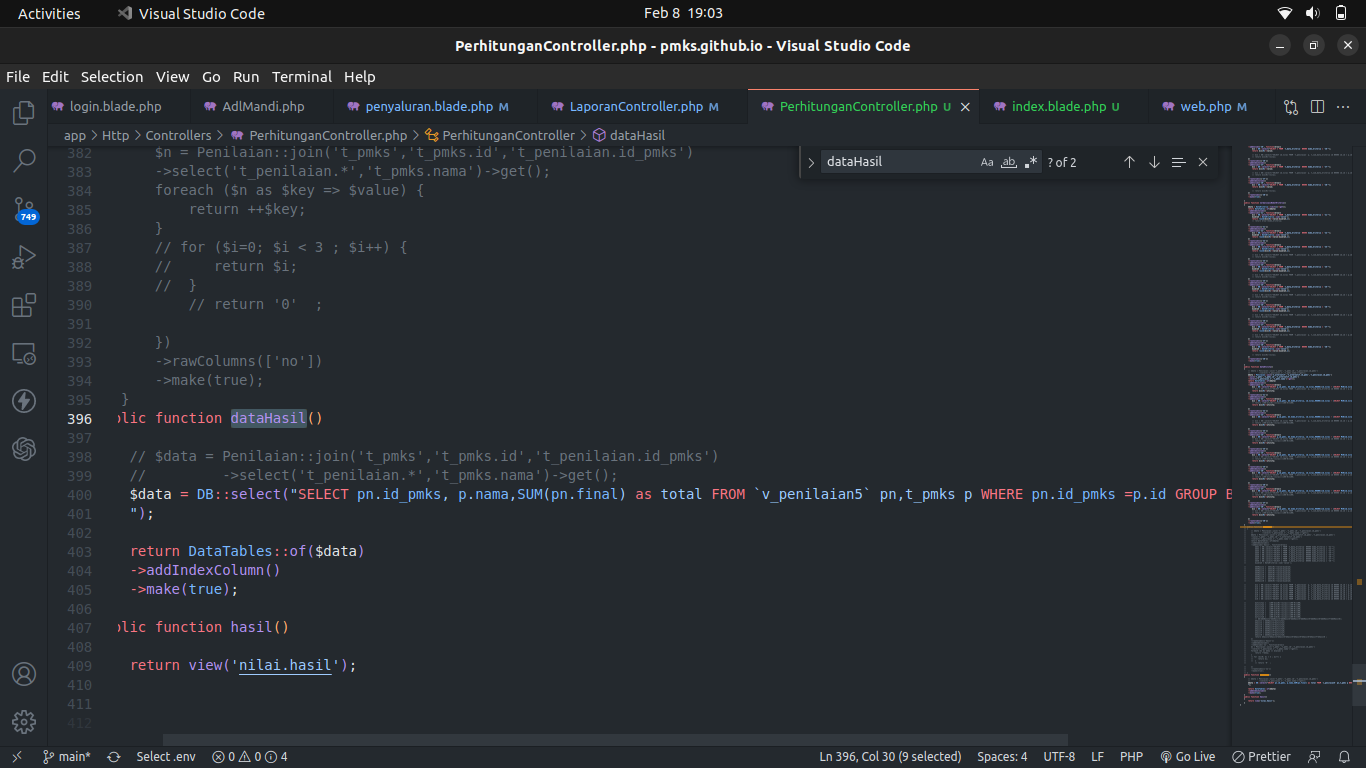 Activities Visual Studio Code Feb 8 19:03
PerhitunganController.php - pmks.github.io - Visual Studio Code
File Edit Selection View Go Run Terminal Help
login.blade.php AdlMandi.php penyaluran.blade.php M LaporanController.php M PerhitunganController.php U index.blade.php U web.php M
app > Http > Controllers > PerhitunganController.php > PerhitunganController > dataHasil
dataHasil Aa ab .* ? of 2
382 $n = Penilaian::join('t_pmks','t_pmks.id','t_penilaian.id_pmks')
383 ->select('t_penilaian.*','t_pmks.nama')->get();
384 foreach ($n as $key => $value) {
385 return ++$key;
386 }
387 // for ($i=0; $i < 3 ; $i++) {
388 // return $i;
389 // }
390 // return '0' ;
391
392 })
393 ->rawColumns(['no'])
394 ->make(true);
395 }
396 blic function dataHasil()
397
398 // $data = Penilaian::join('t_pmks','t_pmks.id','t_penilaian.id_pmks')
399 // ->select('t_penilaian.*','t_pmks.nama')->get();
400 $data = DB::select("SELECT pn.id_pmks, p.nama,SUM(pn.final) as total FROM `v_penilaian5` pn,t_pmks p WHERE pn.id_pmks =p.id GROUP B
401 ");
402
403 return DataTables::of($data)
404 ->addIndexColumn()
405 ->make(true);
406
407 blic function hasil()
408
409 return view('nilai.hasil');
410
411
412
749
main* Select .env 0 0 4 Ln 396, Col 30 (9 selected) Spaces: 4 UTF-8 LF PHP Go Live Prettier